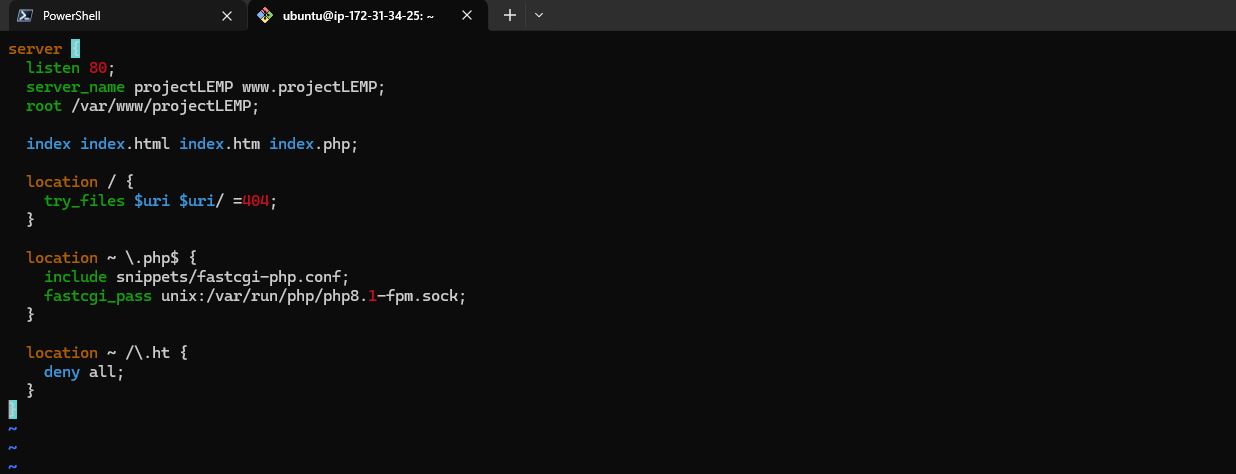 PowerShell
ubuntu@ip-172-31-34-25: ~
server {
  listen 80;
  server_name projectLEMP www.projectLEMP;
  root /var/www/projectLEMP;

  index index.html index.htm index.php;

  location / {
    try_files $uri $uri/ =404;
  }

  location ~ \.php$ {
    include snippets/fastcgi-php.conf;
    fastcgi_pass unix:/var/run/php/php8.1-fpm.sock;
  }

  location ~ /\.ht {
    deny all;
  }
}
~
~
~